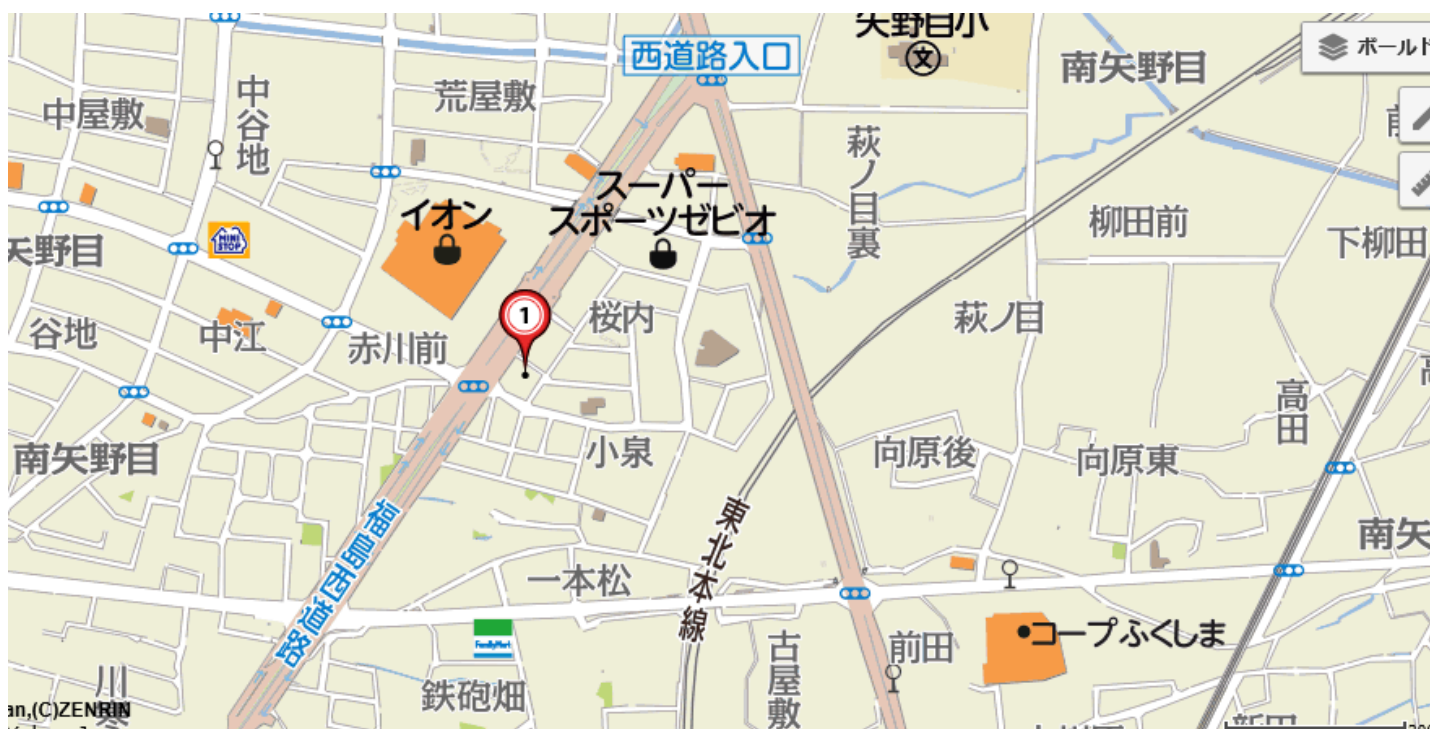 矢野目小
西道路入口
ボールド
南矢野目
中屋敷
中谷地
荒屋敷
萩ノ目裏
スーパー
スポーツゼビオ
イオン
MINI
STOP
柳田前
下柳田
矢野目
1
桜内
萩ノ目
谷地
中江
赤川前
高田
南矢野目
小泉
向原後
向原東
東北本線
福島西道路
南矢
一本松
FamilyMart
古屋敷
前田
コープふくしま
鉄砲畑
an,(C)ZENRIN